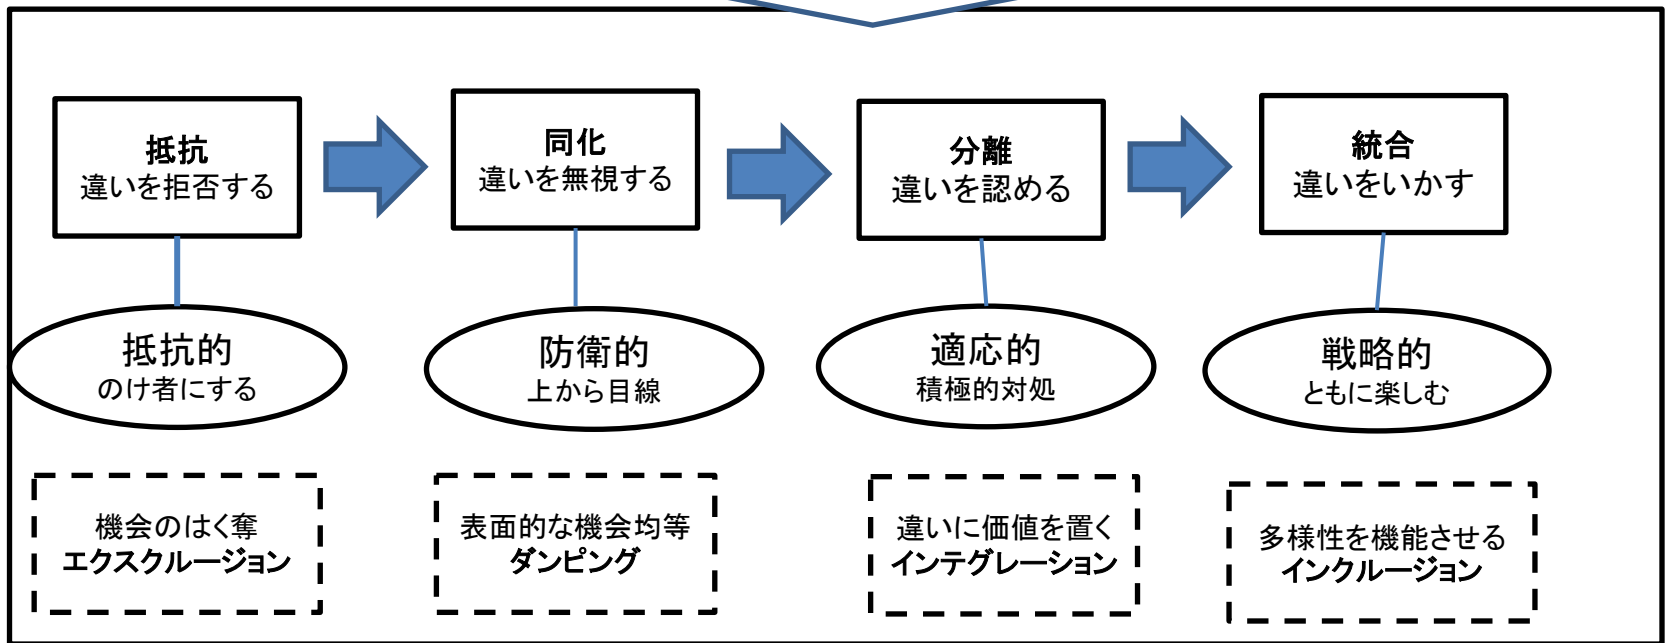 抵抗
違いを拒否する
同化
違いを無視する
分離
違いを認める
統合
違いをいかす
抵抗的
のけ者にする
防衛的
上から目線
適応的
積極的対処
戦略的
ともに楽しむ
機会のはく奪
エクスクルージョン
表面的な機会均等
ダンピング
違いに価値を置く
インテグレーション
多様性を機能させる
インクルージョン